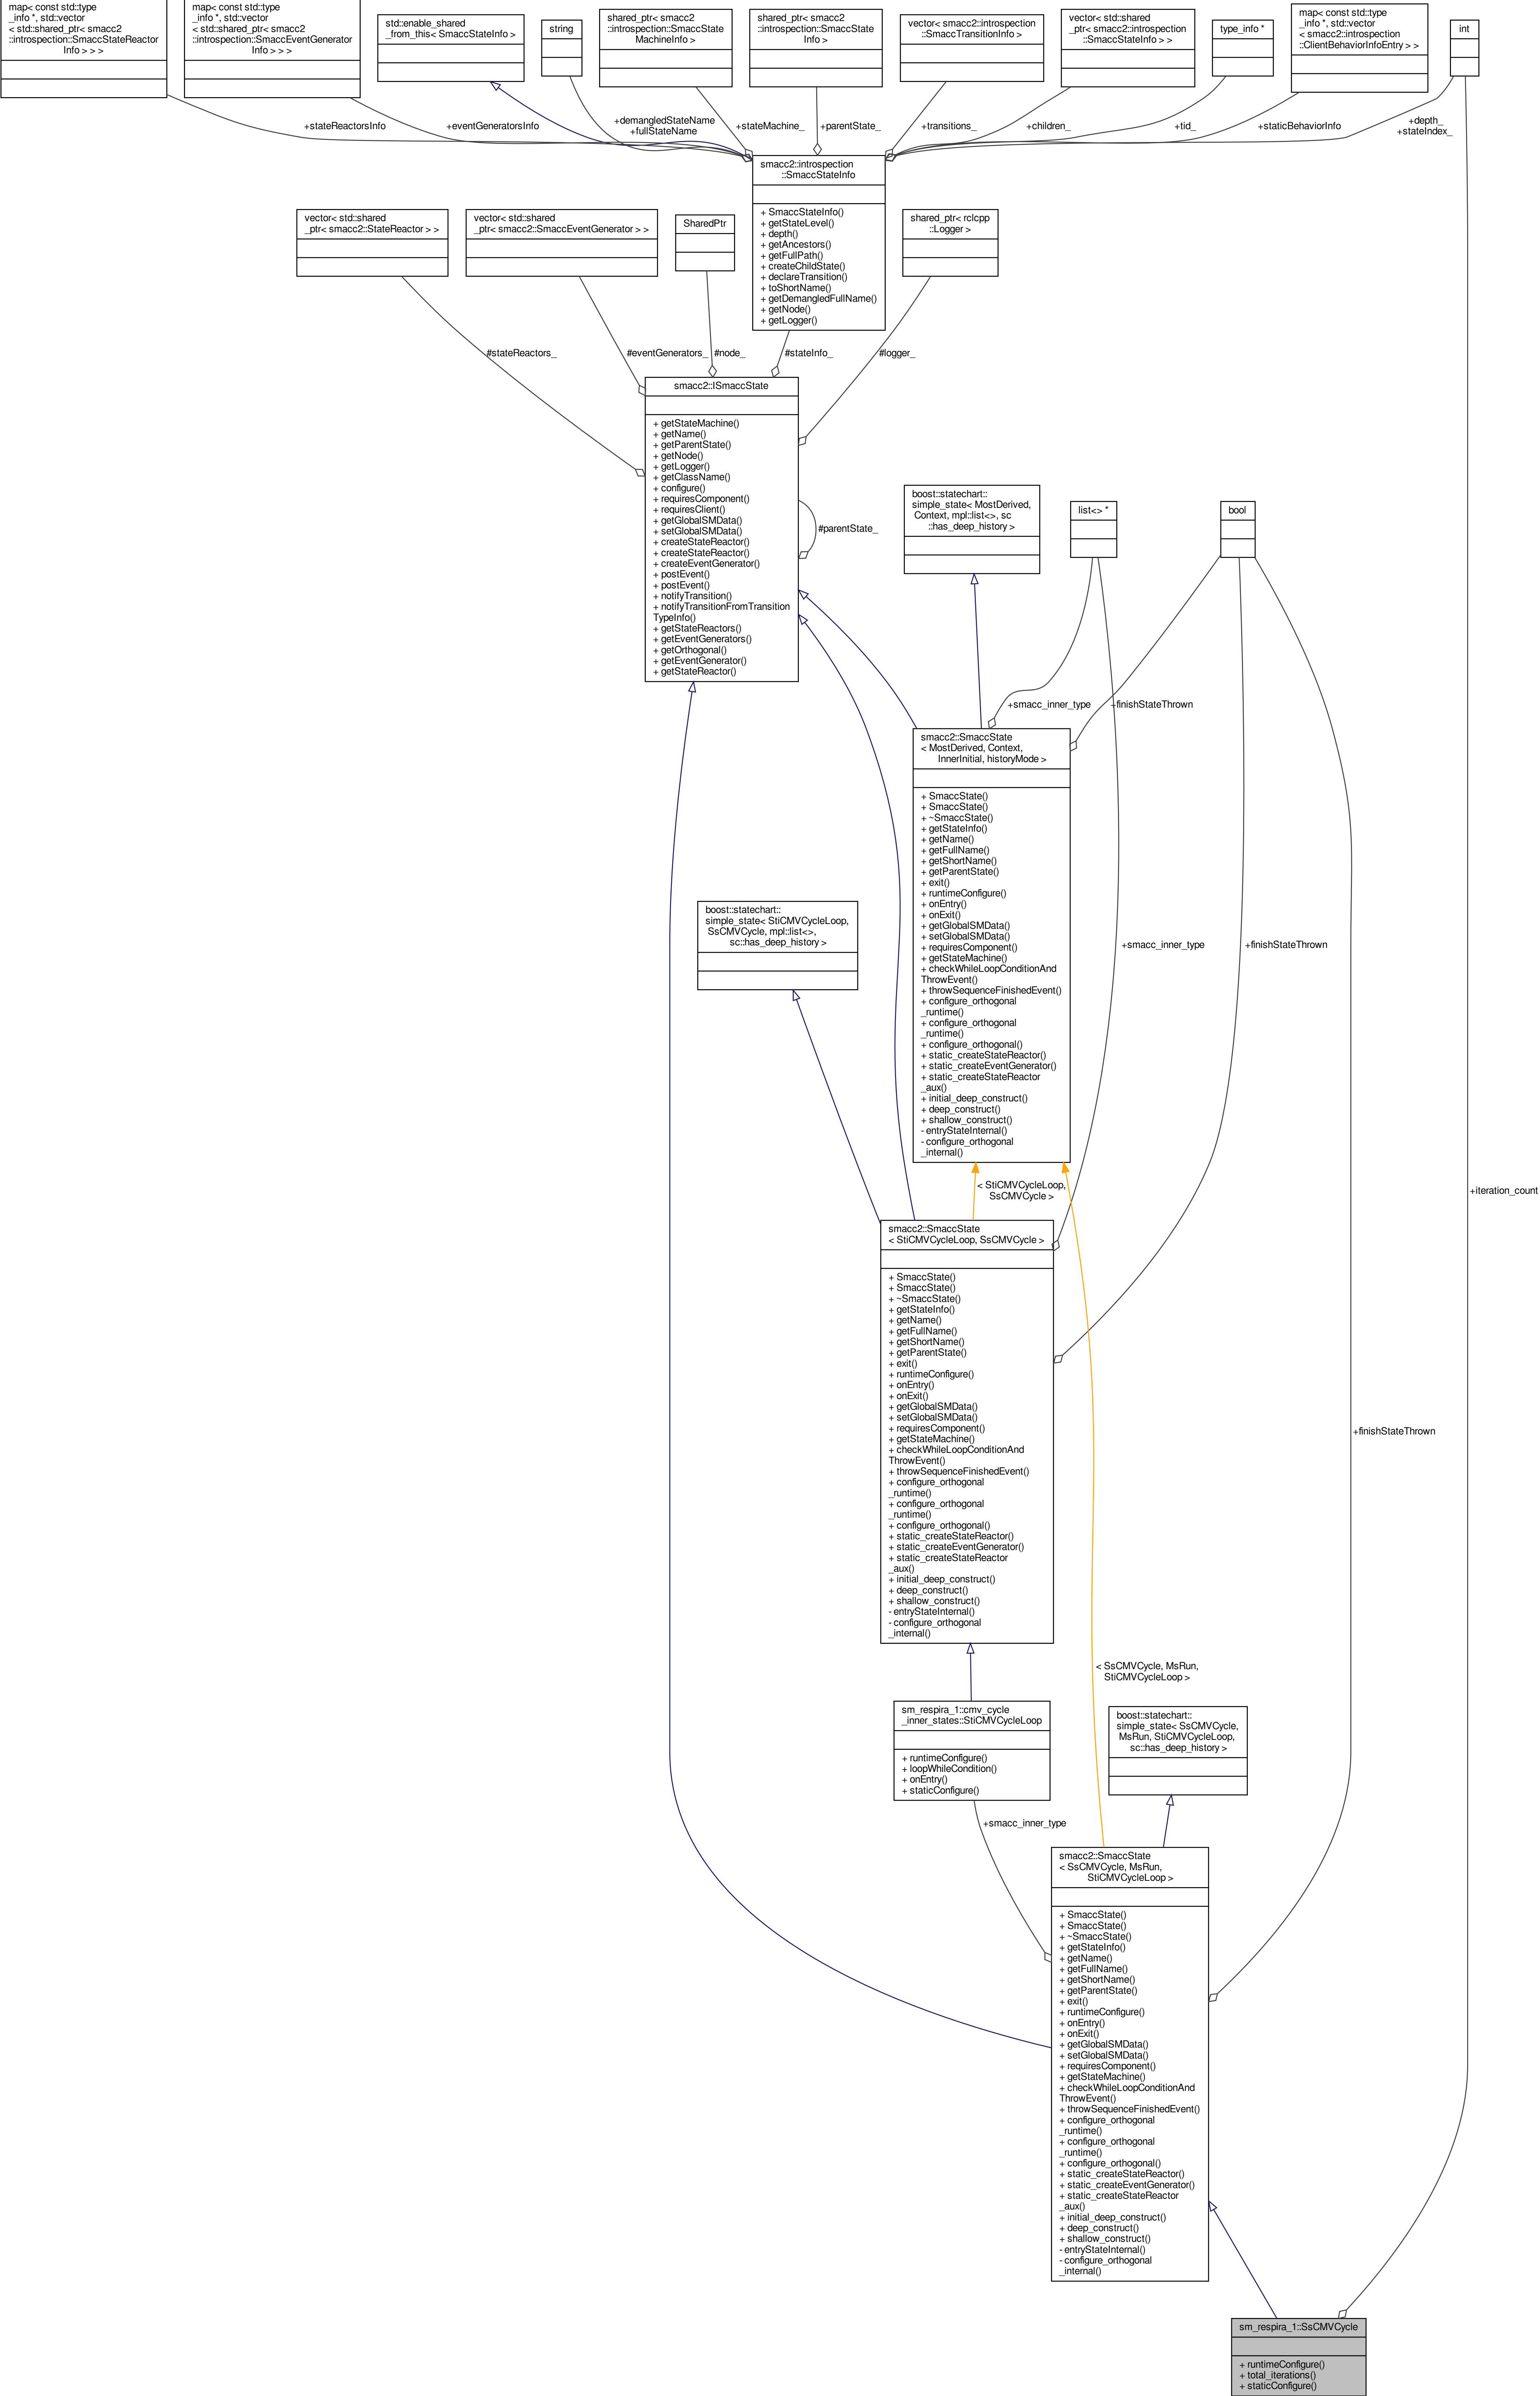 map< const std::type
_info *, std::vector
< std::shared_ptr< smacc2
::introspection::SmaccStateReactor
Info > > >
map< const std::type
_info *, std::vector
< std::shared_ptr< smacc2
::introspection::SmaccEventGenerator
Info > > >
std::enable_shared
_from_this< SmaccStateInfo >
string
shared_ptr< smacc2
::introspection::SmaccState
MachineInfo >
shared_ptr< smacc2
::introspection::SmaccState
Info >
vector< smacc2::introspection
::SmaccTransitionInfo >
vector< std::shared
_ptr< smacc2::introspection
::SmaccStateInfo > >
type_info *
map< const std::type
_info *, std::vector
< smacc2::introspection
::ClientBehaviorInfoEntry > >
int
+stateReactorsInfo
+eventGeneratorsInfo
+demangledStateName
+fullStateName
+stateMachine_
+parentState_
+transitions_
+children_
+tid_
+staticBehaviorInfo
+depth_
+stateIndex_
smacc2::introspection
::SmaccStateInfo
+ SmaccStateInfo()
+ getStateLevel()
+ depth()
+ getAncestors()
+ getFullPath()
+ createChildState()
+ declareTransition()
+ toShortName()
+ getDemangledFullName()
+ getNode()
+ getLogger()
vector< std::shared
_ptr< smacc2::StateReactor > >
vector< std::shared
_ptr< smacc2::SmaccEventGenerator > >
SharedPtr
shared_ptr< rclcpp
::Logger >
#stateReactors_
#eventGenerators_
#node_
#stateInfo_
#logger_
smacc2::ISmaccState
+ getStateMachine()
+ getName()
+ getParentState()
+ getNode()
+ getLogger()
+ getClassName()
+ configure()
+ requiresComponent()
+ requiresClient()
+ getGlobalSMData()
+ setGlobalSMData()
+ createStateReactor()
+ createStateReactor()
+ createEventGenerator()
+ postEvent()
+ postEvent()
+ notifyTransition()
+ notifyTransitionFromTransition
TypeInfo()
+ getStateReactors()
+ getEventGenerators()
+ getOrthogonal()
+ getEventGenerator()
+ getStateReactor()
#parentState_
boost::statechart::
simple_state< MostDerived,
Context, mpl::list<>, sc
::has_deep_history >
list<> *
bool
+smacc_inner_type
+finishStateThrown
smacc2::SmaccState
< MostDerived, Context,
InnerInitial, historyMode >
+ SmaccState()
+ SmaccState()
+ ~SmaccState()
+ getStateInfo()
+ getName()
+ getFullName()
+ getShortName()
+ getParentState()
+ exit()
+ runtimeConfigure()
+ onEntry()
+ onExit()
+ getGlobalSMData()
+ setGlobalSMData()
+ requiresComponent()
+ getStateMachine()
+ checkWhileLoopConditionAnd
ThrowEvent()
+ throwSequenceFinishedEvent()
+ configure_orthogonal
_runtime()
+ configure_orthogonal
_runtime()
+ configure_orthogonal()
+ static_createStateReactor()
+ static_createEventGenerator()
+ static_createStateReactor
_aux()
+ initial_deep_construct()
+ deep_construct()
+ shallow_construct()
- entryStateInternal()
- configure_orthogonal
_internal()
boost::statechart::
simple_state< StiCMVCycleLoop,
SsCMVCycle, mpl::list<>,
sc::has_deep_history >
+smacc_inner_type
+finishStateThrown
< StiCMVCycleLoop,
SsCMVCycle >
+iteration_count
smacc2::SmaccState
< StiCMVCycleLoop, SsCMVCycle >
+ SmaccState()
+ SmaccState()
+ ~SmaccState()
+ getStateInfo()
+ getName()
+ getFullName()
+ getShortName()
+ getParentState()
+ exit()
+ runtimeConfigure()
+ onEntry()
+ onExit()
+ getGlobalSMData()
+ setGlobalSMData()
+ requiresComponent()
+ getStateMachine()
+ checkWhileLoopConditionAnd
ThrowEvent()
+ throwSequenceFinishedEvent()
+ configure_orthogonal
_runtime()
+ configure_orthogonal
_runtime()
+ configure_orthogonal()
+ static_createStateReactor()
+ static_createEventGenerator()
+ static_createStateReactor
_aux()
+ initial_deep_construct()
+ deep_construct()
+ shallow_construct()
- entryStateInternal()
- configure_orthogonal
_internal()
+finishStateThrown
< SsCMVCycle, MsRun,
StiCMVCycleLoop >
sm_respira_1::cmv_cycle
_inner_states::StiCMVCycleLoop
+ runtimeConfigure()
+ loopWhileCondition()
+ onEntry()
+ staticConfigure()
boost::statechart::
simple_state< SsCMVCycle,
MsRun, StiCMVCycleLoop,
sc::has_deep_history >
+smacc_inner_type
smacc2::SmaccState
< SsCMVCycle, MsRun,
StiCMVCycleLoop >
+ SmaccState()
+ SmaccState()
+ ~SmaccState()
+ getStateInfo()
+ getName()
+ getFullName()
+ getShortName()
+ getParentState()
+ exit()
+ runtimeConfigure()
+ onEntry()
+ onExit()
+ getGlobalSMData()
+ setGlobalSMData()
+ requiresComponent()
+ getStateMachine()
+ checkWhileLoopConditionAnd
ThrowEvent()
+ throwSequenceFinishedEvent()
+ configure_orthogonal
_runtime()
+ configure_orthogonal
_runtime()
+ configure_orthogonal()
+ static_createStateReactor()
+ static_createEventGenerator()
+ static_createStateReactor
_aux()
+ initial_deep_construct()
+ deep_construct()
+ shallow_construct()
- entryStateInternal()
- configure_orthogonal
_internal()
sm_respira_1::SsCMVCycle
+ runtimeConfigure()
+ total_iterations()
+ staticConfigure()